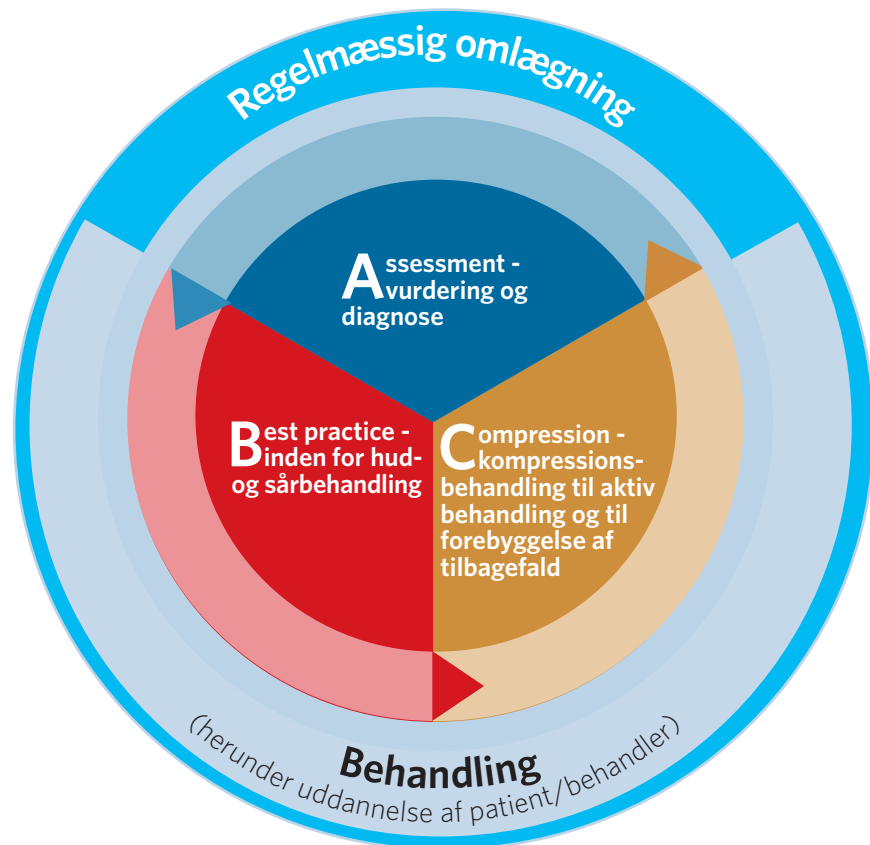 Regelmæssig omlægning
Assessment -
vurdering og
diagnose
Best practice -
inden for hud-
og sårbehandling
Compression -
kompressions-
behandling til aktiv
behandling og til
forebyggelse af
tilbagefald
Behandling
(herunder uddannelse af patient/behandler)